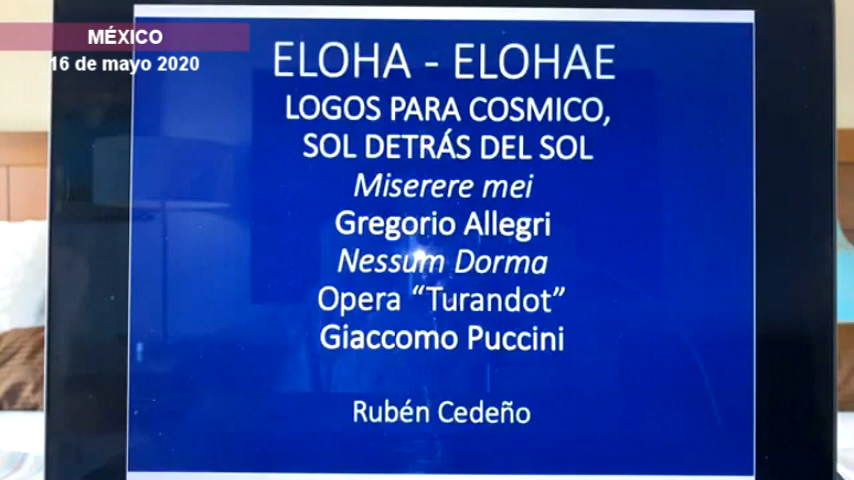 MÉXICO
16 de mayo 2020
ELOHA - ELOHAE
LOGOS PARA COSMICO,
SOL DETRÁS DEL SOL
Miserere mei
Gregorio Allegri
Nessum Dorma
Opera “Turandot”
Giaccomo Puccini
Rubén Cedeño